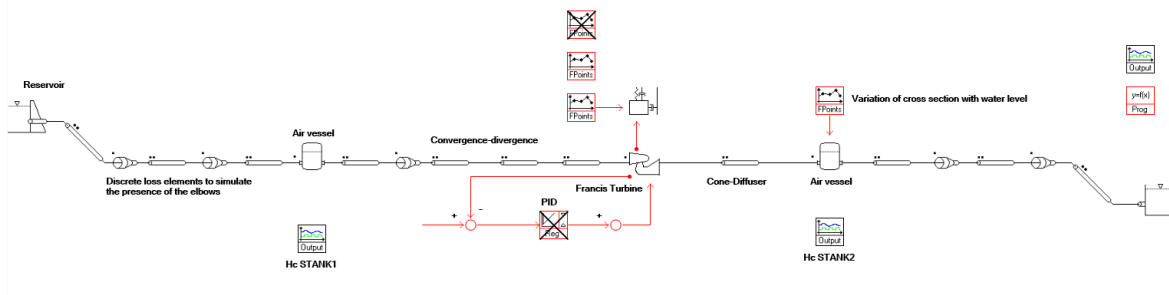 FPoints
FPoints
FPoints
Reservoir
Air vessel
Convergence-divergence
Discrete loss elements to simulate
the presence of the elbows
Francis Turbine
Cone-Diffuser
FPoints
Variation of cross section with water level
Air vessel
Output
y=f(x)
Prog
+
-
PID
Reg
+
Output
Hc STANK1
Output
Hc STANK2